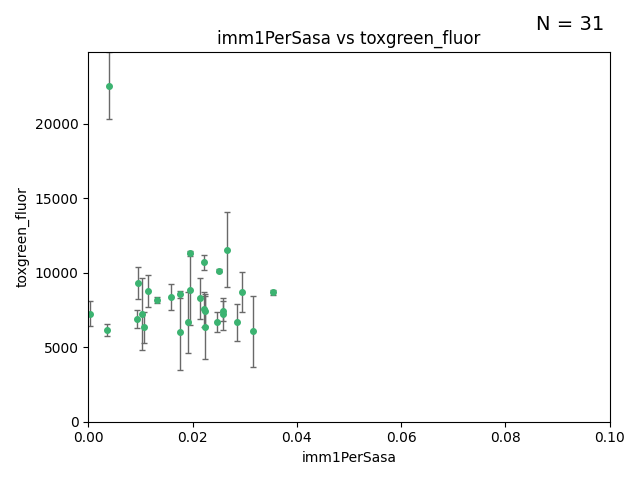 N = 31
imm1PerSasa vs toxgreen_fluor
20000
15000
10000
5000
0
toxgreen_fluor
0.00 0.02 0.04 0.06 0.08 0.10
imm1PerSasa